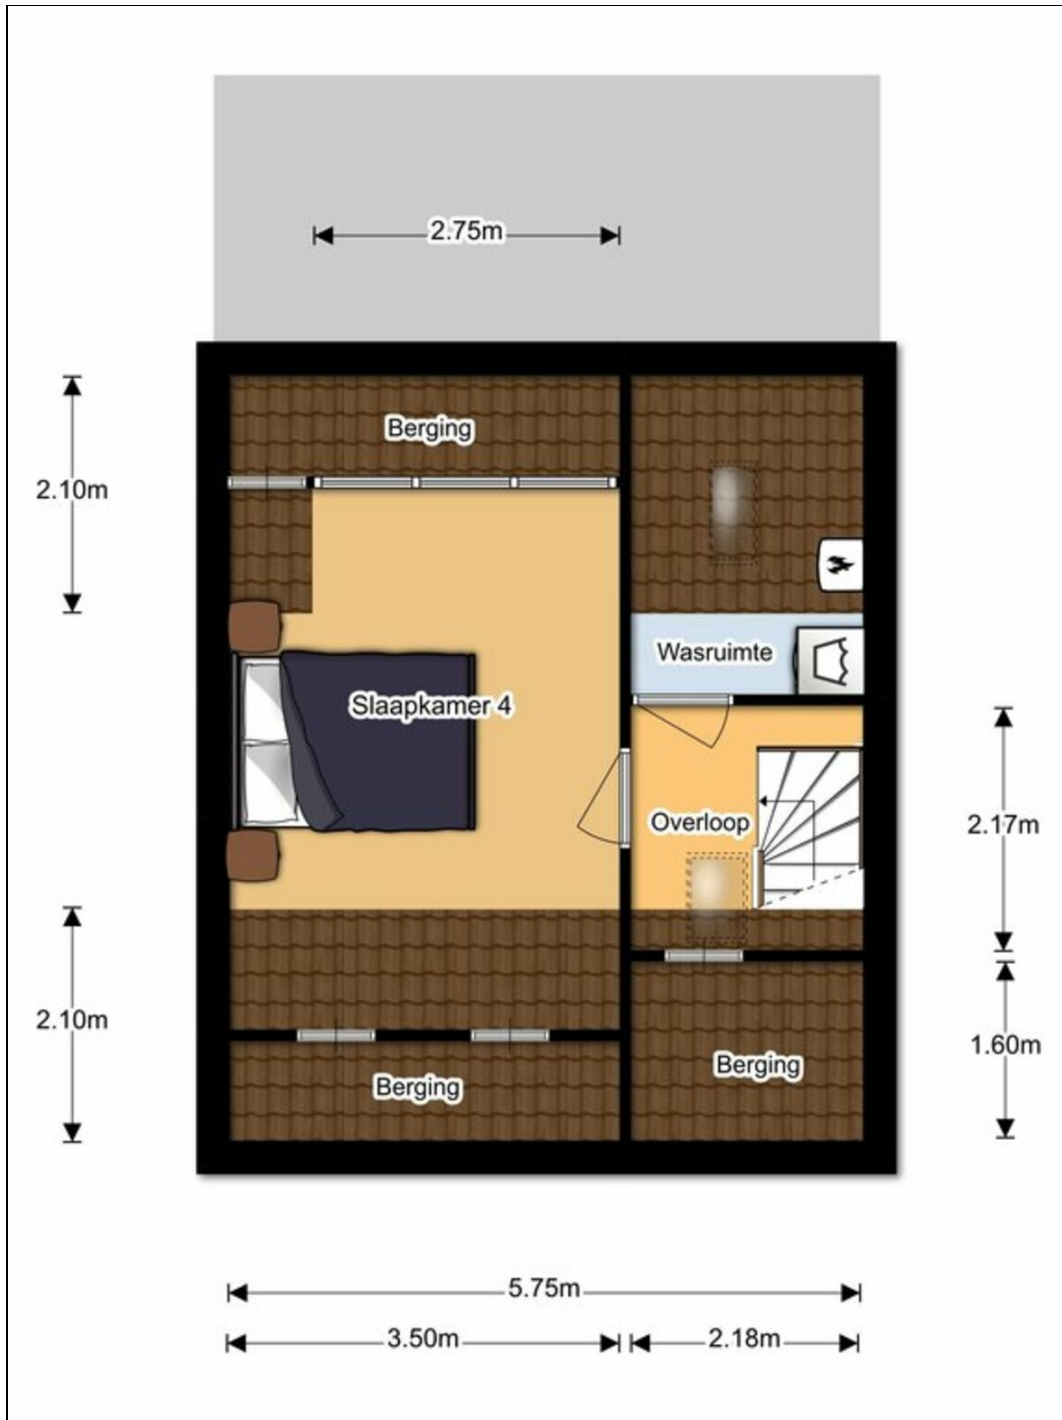 2.75m
Berging
2.10m
Wasruimte
Slaapkamer 4
Overloop
2.17m
2.10m
1.60m
Berging
Berging
5.75m
3.50m
2.18m